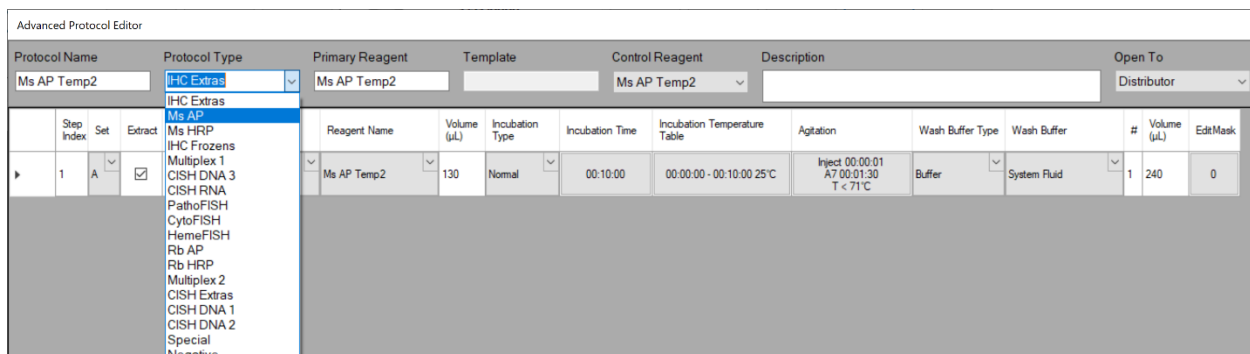 Advanced Protocol Editor
Protocol Name Protocol Type Primary Reagent Template Control Reagent Description Open To
Ms AP Temp2 IHC Extras Ms AP Temp2 Ms AP Temp2 Distributor
IHC Extras
Ms AP
Ms HRP
IHC Frozens
Multiplex 1
CISH DNA 3
CISH RNA
PathoFISH
CytoFISH
HemeFISH
Rb AP
Rb HRP
Multiplex 2
CISH Extras
CISH DNA 1
CISH DNA 2
Special
Negative
Step Index Set Extract Reagent Name Volume (µL) Incubation Type Incubation Time Incubation Temperature Table Agitation Wash Buffer Type Wash Buffer # Volume (µL) EditMask
1 A Ms AP Temp2 130 Normal 00:10:00 00:00:00 - 00:10:00 25°C Inject 00:00:01 A7 00:01:30 T < 71°C Buffer System Fluid 1 240 0